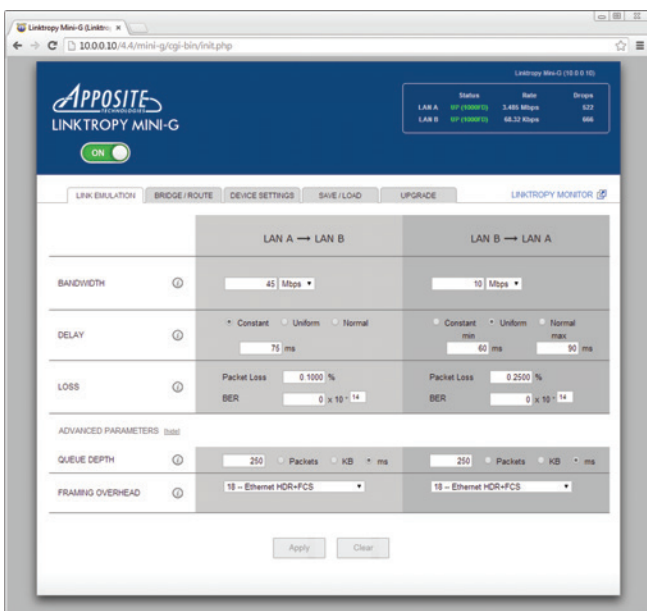 Linktropy Mini-G (Linktro
10.0.0.10/4.4/mini-g/cgi-bin/init.php
Linktropy Mini-G (10.0.0.10)
APPOSITE
TECHNOLOGIES
LINKTROPY MINI-G
ON
Status Rate Drops
LAN A UP (1000FD) 3.485 Mbps 522
LAN B UP (1000FD) 68.32 Kbps 666
LINK EMULATION BRIDGE / ROUTE DEVICE SETTINGS SAVE / LOAD UPGRADE LINKTROPY MONITOR
LAN A → LAN B LAN B → LAN A
BANDWIDTH i 45 Mbps 10 Mbps
DELAY i Constant Uniform Normal Constant Uniform Normal
min max
75 ms 60 ms 90 ms
LOSS i Packet Loss 0.1000 % Packet Loss 0.2500 %
BER 0 x 10 - 14 BER 0 x 10 - 14
ADVANCED PARAMETERS [hide]
QUEUE DEPTH i 250 Packets KB ms 250 Packets KB ms
FRAMING OVERHEAD i 18 -- Ethernet HDR+FCS 18 -- Ethernet HDR+FCS
Apply Clear